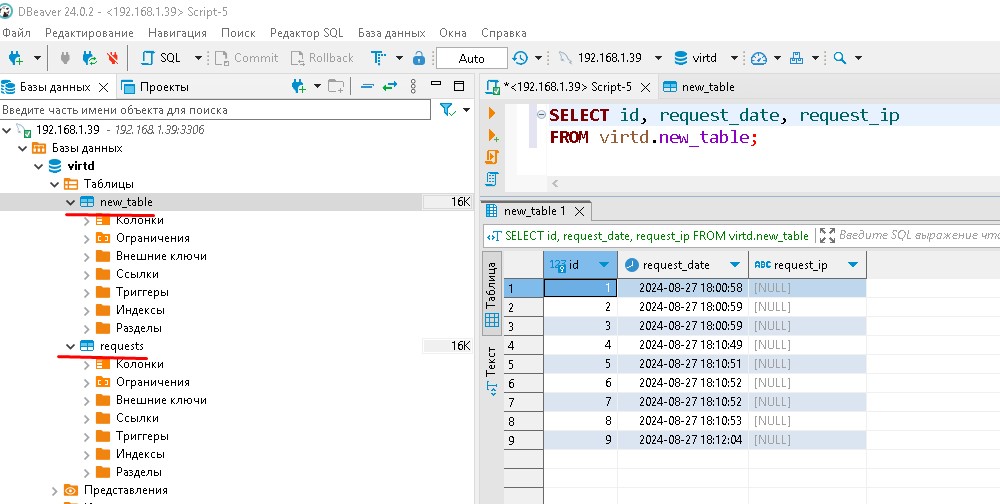 DBeaver 24.0.2 - Script-5
Файл Редактирование Навигация Поиск Редактор SQL База данных Окна Справка
SQL Commit Rollback Auto 192.168.1.39 virtd
Базы данных Проекты
Введите часть имени объекта для поиска
192.168.1.39 - 192.168.1.39:3306
Базы данных
virtd
Таблицы
new_table 16K
Колонки
Ограничения
Внешние ключи
Ссылки
Триггеры
Индексы
Разделы
requests 16K
Колонки
Ограничения
Внешние ключи
Ссылки
Триггеры
Индексы
Разделы
Представления
*<192.168.1.39> Script-5 new_table
SELECT id, request_date, request_ip
FROM virtd.new_table;
new_table 1
SELECT id, request_date, request_ip FROM virtd.new_table Введите SQL выражение
Таблица
Текст
123 id request_date ABC request_ip
1 1 2024-08-27 18:00:58 [NULL]
2 2 2024-08-27 18:00:59 [NULL]
3 3 2024-08-27 18:00:59 [NULL]
4 4 2024-08-27 18:10:49 [NULL]
5 5 2024-08-27 18:10:51 [NULL]
6 6 2024-08-27 18:10:52 [NULL]
7 7 2024-08-27 18:10:52 [NULL]
8 8 2024-08-27 18:10:53 [NULL]
9 9 2024-08-27 18:12:04 [NULL]